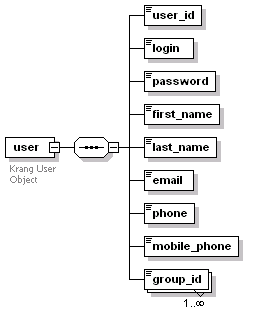 user_id
login
password
first_name
last_name
user
Krang User
Object
email
phone
mobile_phone
group_id
1..∞